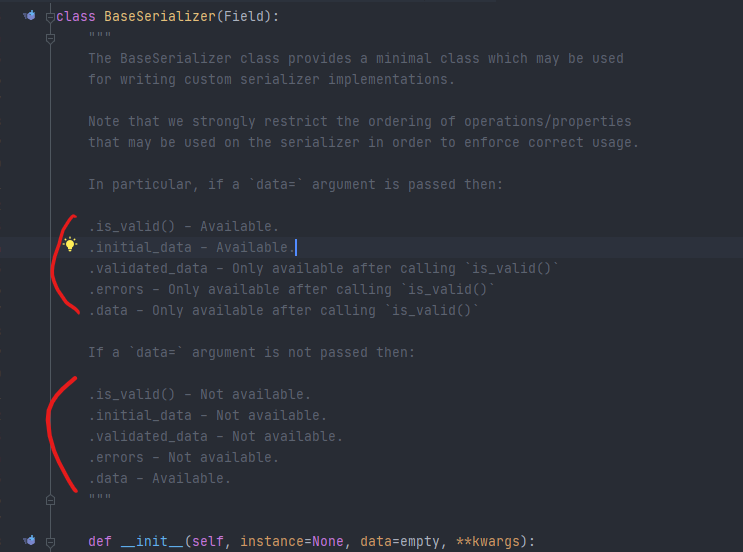 class BaseSerializer(Field):
"""
The BaseSerializer class provides a minimal class which may be used
for writing custom serializer implementations.
Note that we strongly restrict the ordering of operations/properties
that may be used on the serializer in order to enforce correct usage.
In particular, if a `data=` argument is passed then:
.is_valid() - Available.
.initial_data - Available.
.validated_data - Only available after calling `is_valid()`
.errors - Only available after calling `is_valid()`
.data - Only available after calling `is_valid()`
If a `data=` argument is not passed then:
.is_valid() - Not available.
.initial_data - Not available.
.validated_data - Not available.
.errors - Not available.
.data - Available.
"""
def __init__(self, instance=None, data=empty, **kwargs):